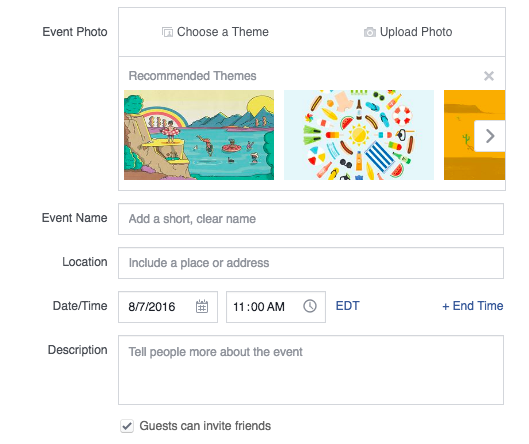 Event Photo
Choose a Theme
Upload Photo
Recommended Themes
Event Name
Add a short, clear name
Location
Include a place or address
Date/Time
8/7/2016
11:00 AM
EDT
+ End Time
Description
Tell people more about the event
Guests can invite friends